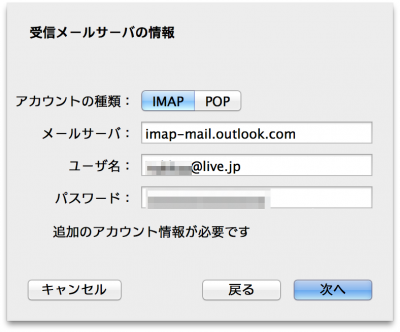 受信メールサーバの情報
アカウントの種類： IMAP POP
メールサーバ： imap-mail.outlook.com
ユーザ名： @live.jp
パスワード：
追加のアカウント情報が必要です
キャンセル 戻る 次へ